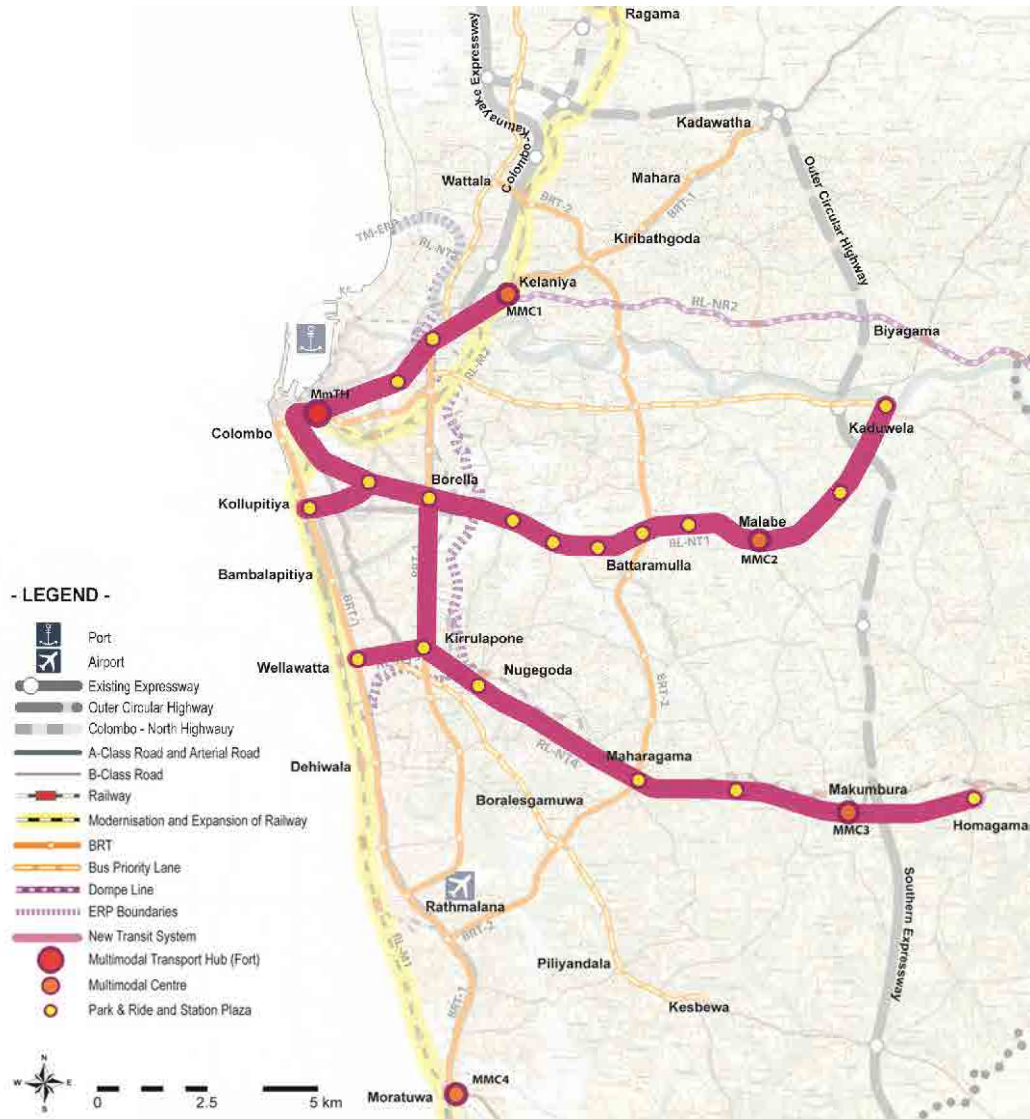 Ragama
Colombo-Katunayake Expressway
Kadawatha
Outer Circular Highway
Mahara
Wattala
BRT-2
BRT-1
TM-ERP
Kiribathgoda
Kelaniya
MMC1
RL-NR2
Biyagama
RL-M2
MmTH
Kaduwela
Colombo
Borella
Kollupitiya
Malabe
RL-NT1
MMC2
Battaramulla
BRT-1
Bambalapitiya
BRT-1
Kirrulapone
Wellawatta
Nugegoda
BRT-2
RL-NT4
Maharagama
Dehiwala
Makumbura
Boralesgamuwa
MMC3
Homagama
Rathmalana
BRT-2
Southern Expressway
RL-M1
Piliyandala
BRT-1
Kesbewa
MMC4
Moratuwa
- LEGEND -
Port
Airport
Existing Expressway
Outer Circular Highway
Colombo - North Highwauy
A-Class Road and Arterial Road
B-Class Road
Railway
Modernisation and Expansion of Railway
BRT
Bus Priority Lane
Dompe Line
ERP Boundaries
New Transit System
Multimodal Transport Hub (Fort)
Multimodal Centre
Park & Ride and Station Plaza
N
W E
S
0 2.5 5 km